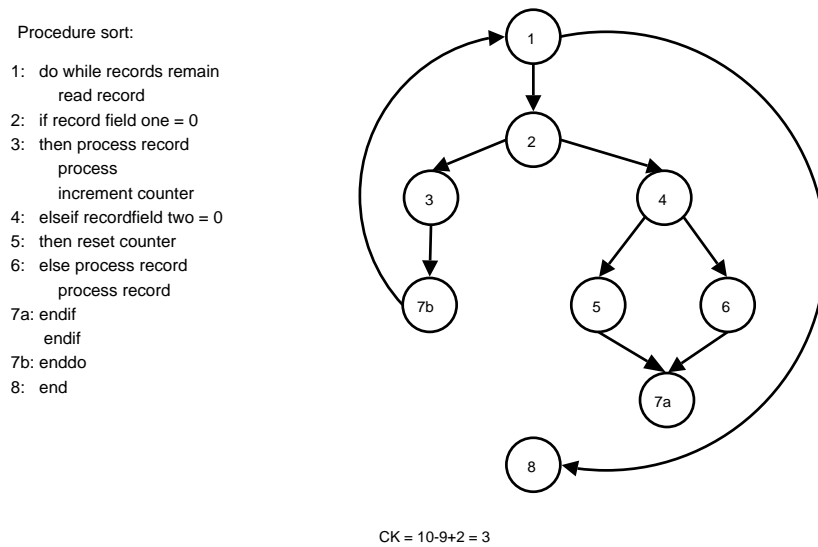 Procedure sort:
1: do while records remain
read record
2: if record field one = 0
3: then process record
process
increment counter
4: elseif recordfield two = 0
5: then reset counter
6: else process record
process record
7a: endif
endif
7b: enddo
8: end
1
2
3
4
7b
5
6
7a
8
CK = 10-9+2 = 3